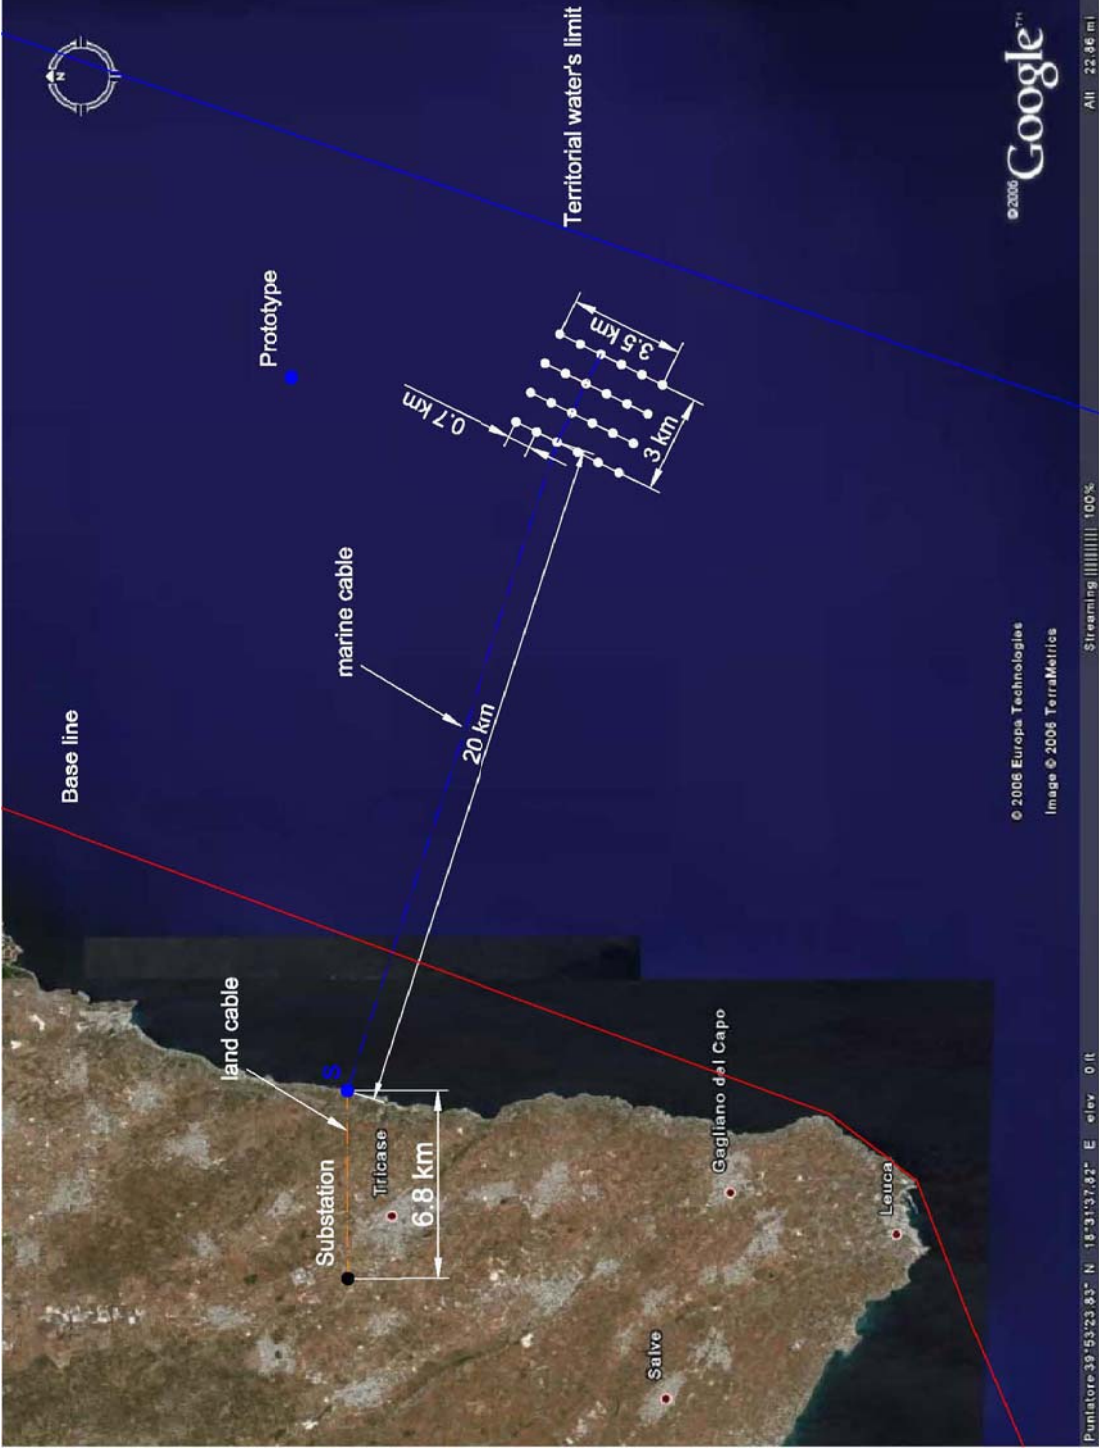 Base line
Prototype
land cable
marine cable
Territorial water's limit
S
Substation
Tricase
6.8 km
20 km
0.7 km
3.5 km
3 km
Gagliano del Capo
Leuca
Salve
N
© 2006 Europa Technologies
Image © 2006 TerraMetrics
©2006 Google™
Puntatore 39°53'23.83" N 18°31'37.82" E elev 0 ft
Streaming |||||||||| 100%
Alt 22.86 mi